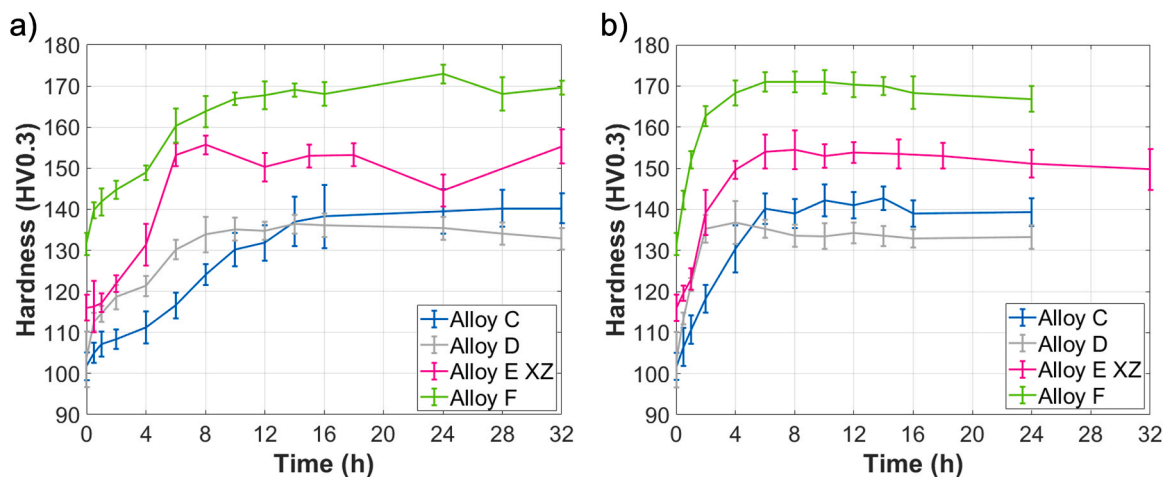 a)
180
170
160
150
140
130
120
110
100
90
Hardness (HV0.3)
0 4 8 12 16 20 24 28 32
Time (h)
Alloy C
Alloy D
Alloy E XZ
Alloy F
b)
180
170
160
150
140
130
120
110
100
90
Hardness (HV0.3)
0 4 8 12 16 20 24 28 32
Time (h)
Alloy C
Alloy D
Alloy E XZ
Alloy F